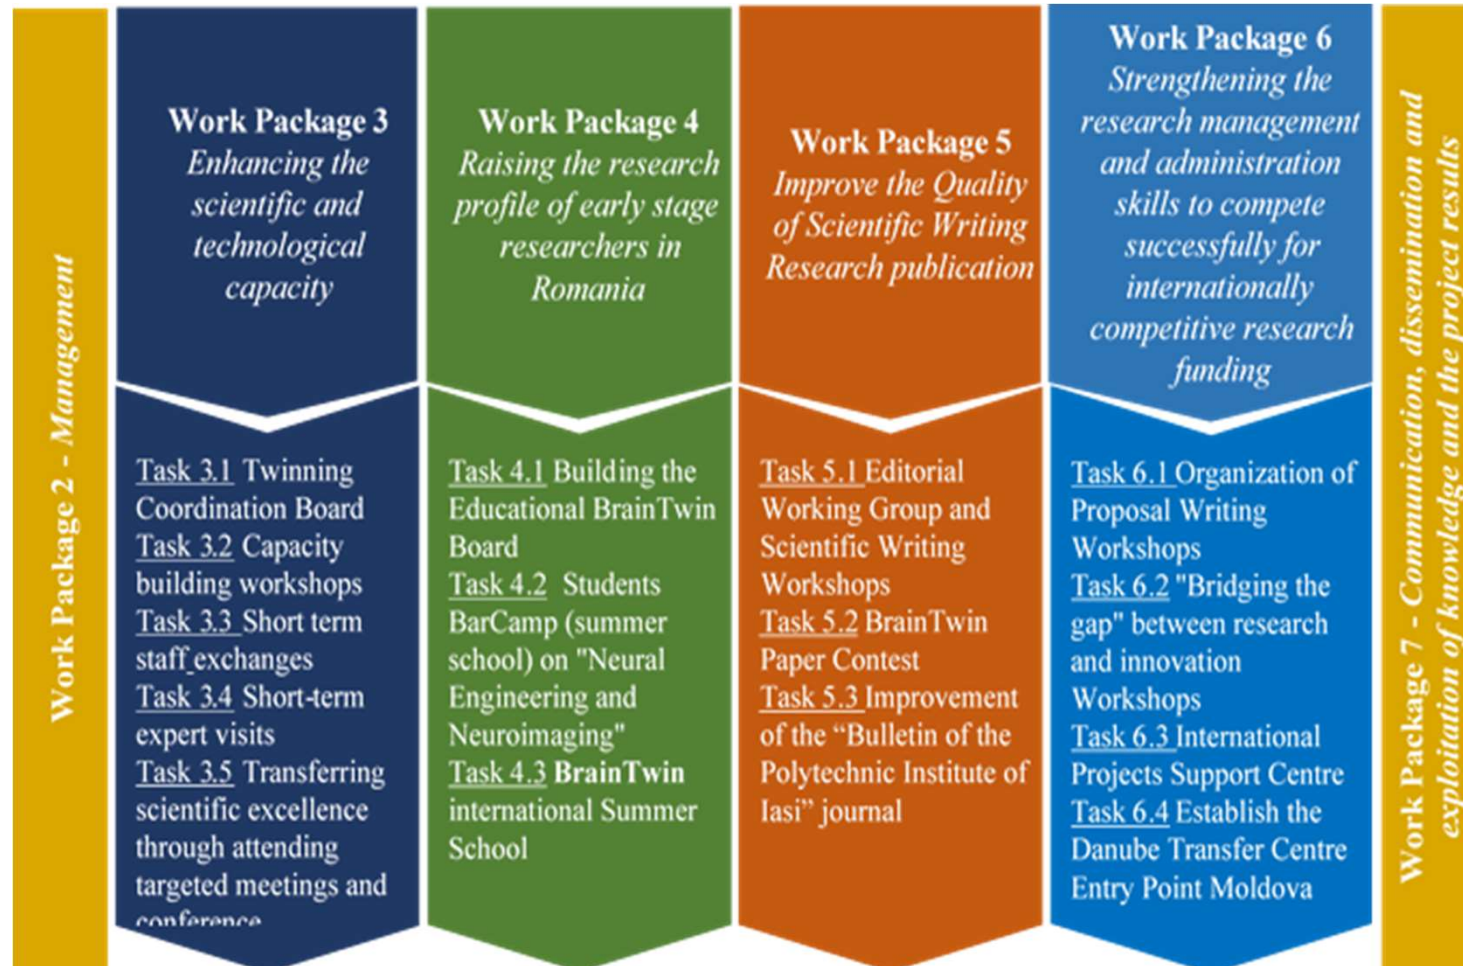 Work Package 2 - Management
Work Package 3
Enhancing the
scientific and
technological
capacity
Task 3.1 Twinning
Coordination Board
Task 3.2 Capacity
building workshops
Task 3.3 Short term
staff exchanges
Task 3.4 Short-term
expert visits
Task 3.5 Transferring
scientific excellence
through attending
targeted meetings and
conference
Work Package 4
Raising the research
profile of early stage
researchers in
Romania
Task 4.1 Building the
Educational BrainTwin
Board
Task 4.2 Students
BarCamp (summer
school) on "Neural
Engineering and
Neuroimaging"
Task 4.3 BrainTwin
international Summer
School
Work Package 5
Improve the Quality
of Scientific Writing
Research publication
Task 5.1 Editorial
Working Group and
Scientific Writing
Workshops
Task 5.2 BrainTwin
Paper Contest
Task 5.3 Improvement
of the “Bulletin of the
Polytechnic Institute of
Iasi” journal
Work Package 6
Strengthening the
research management
and administration
skills to compete
successfully for
internationally
competitive research
funding
Task 6.1 Organization of
Proposal Writing
Workshops
Task 6.2 "Bridging the
gap" between research
and innovation
Workshops
Task 6.3 International
Projects Support Centre
Task 6.4 Establish the
Danube Transfer Centre
Entry Point Moldova
Work Package 7 - Communication, dissemination and
exploitation of knowledge and the project results